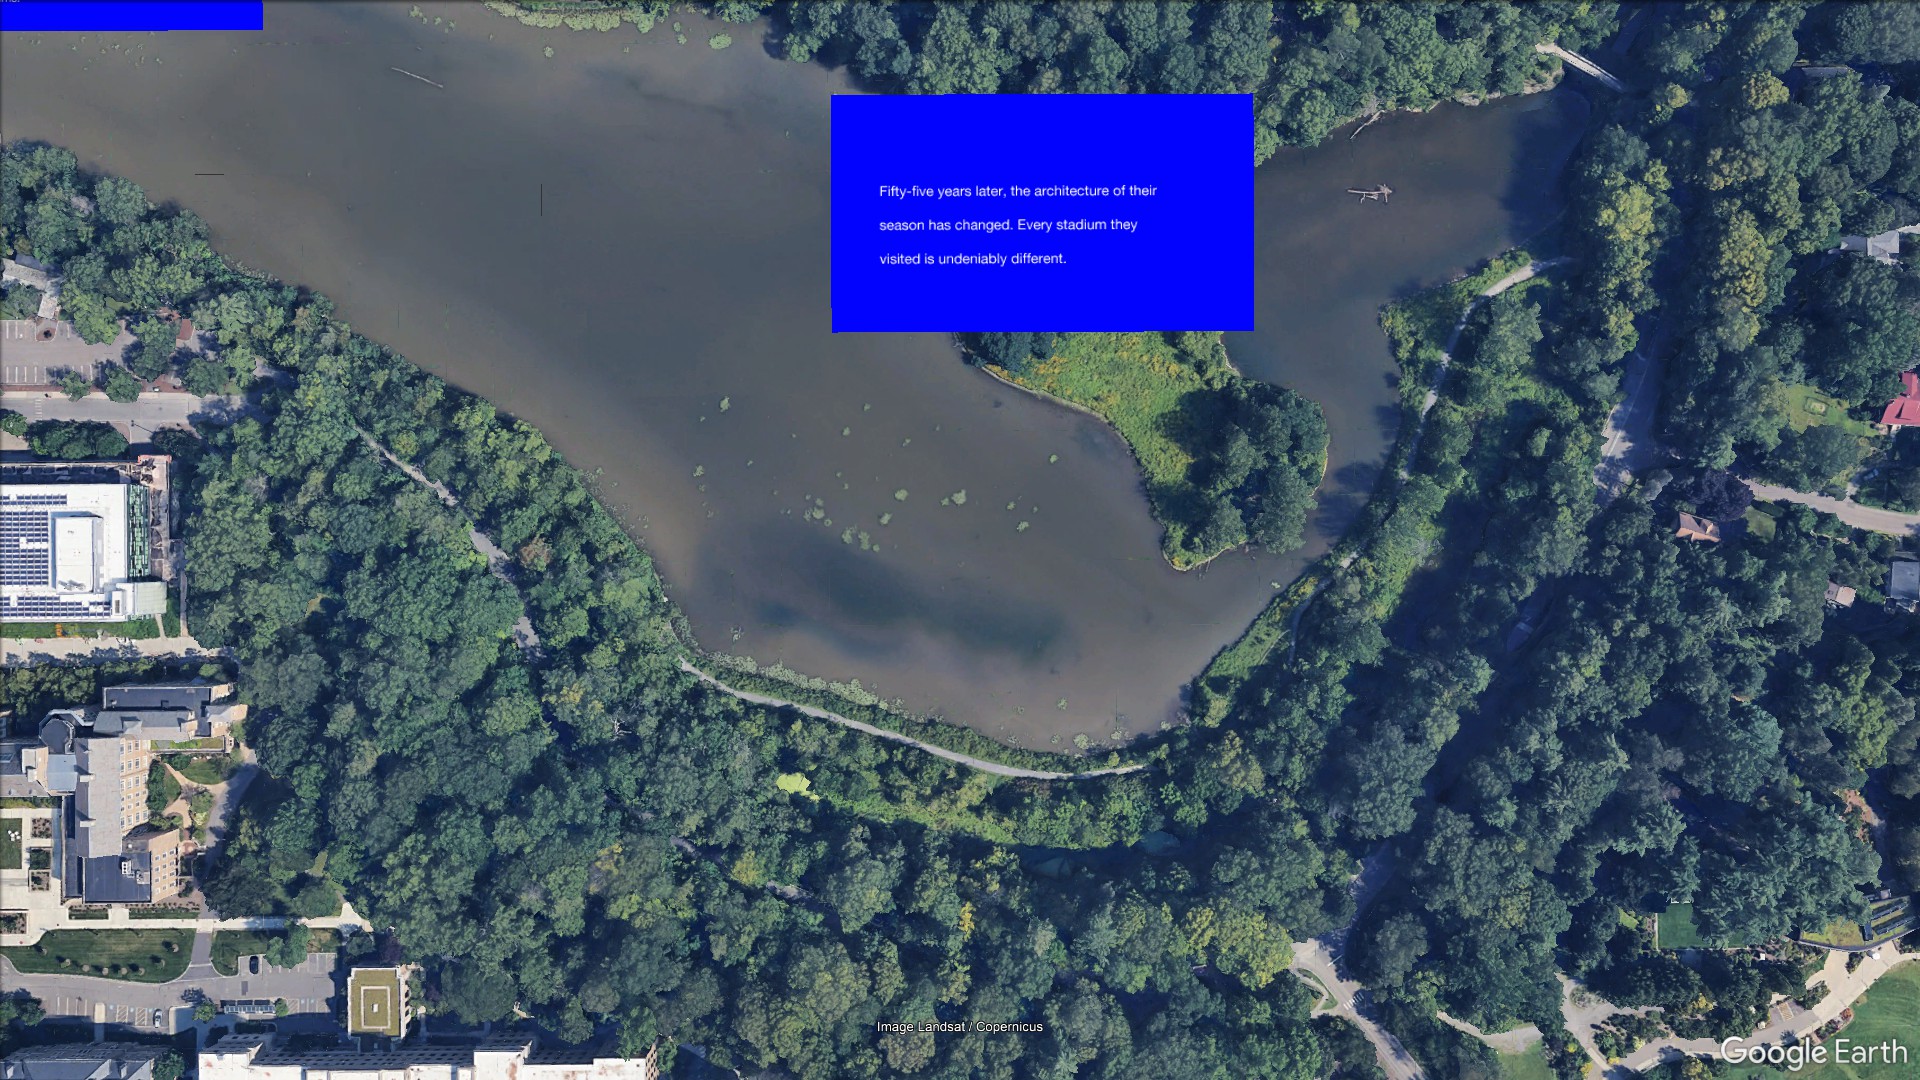 Fifty-five years later, the architecture of their
season has changed. Every stadium they
visited is undeniably different.
Image Landsat / Copernicus
Google Earth